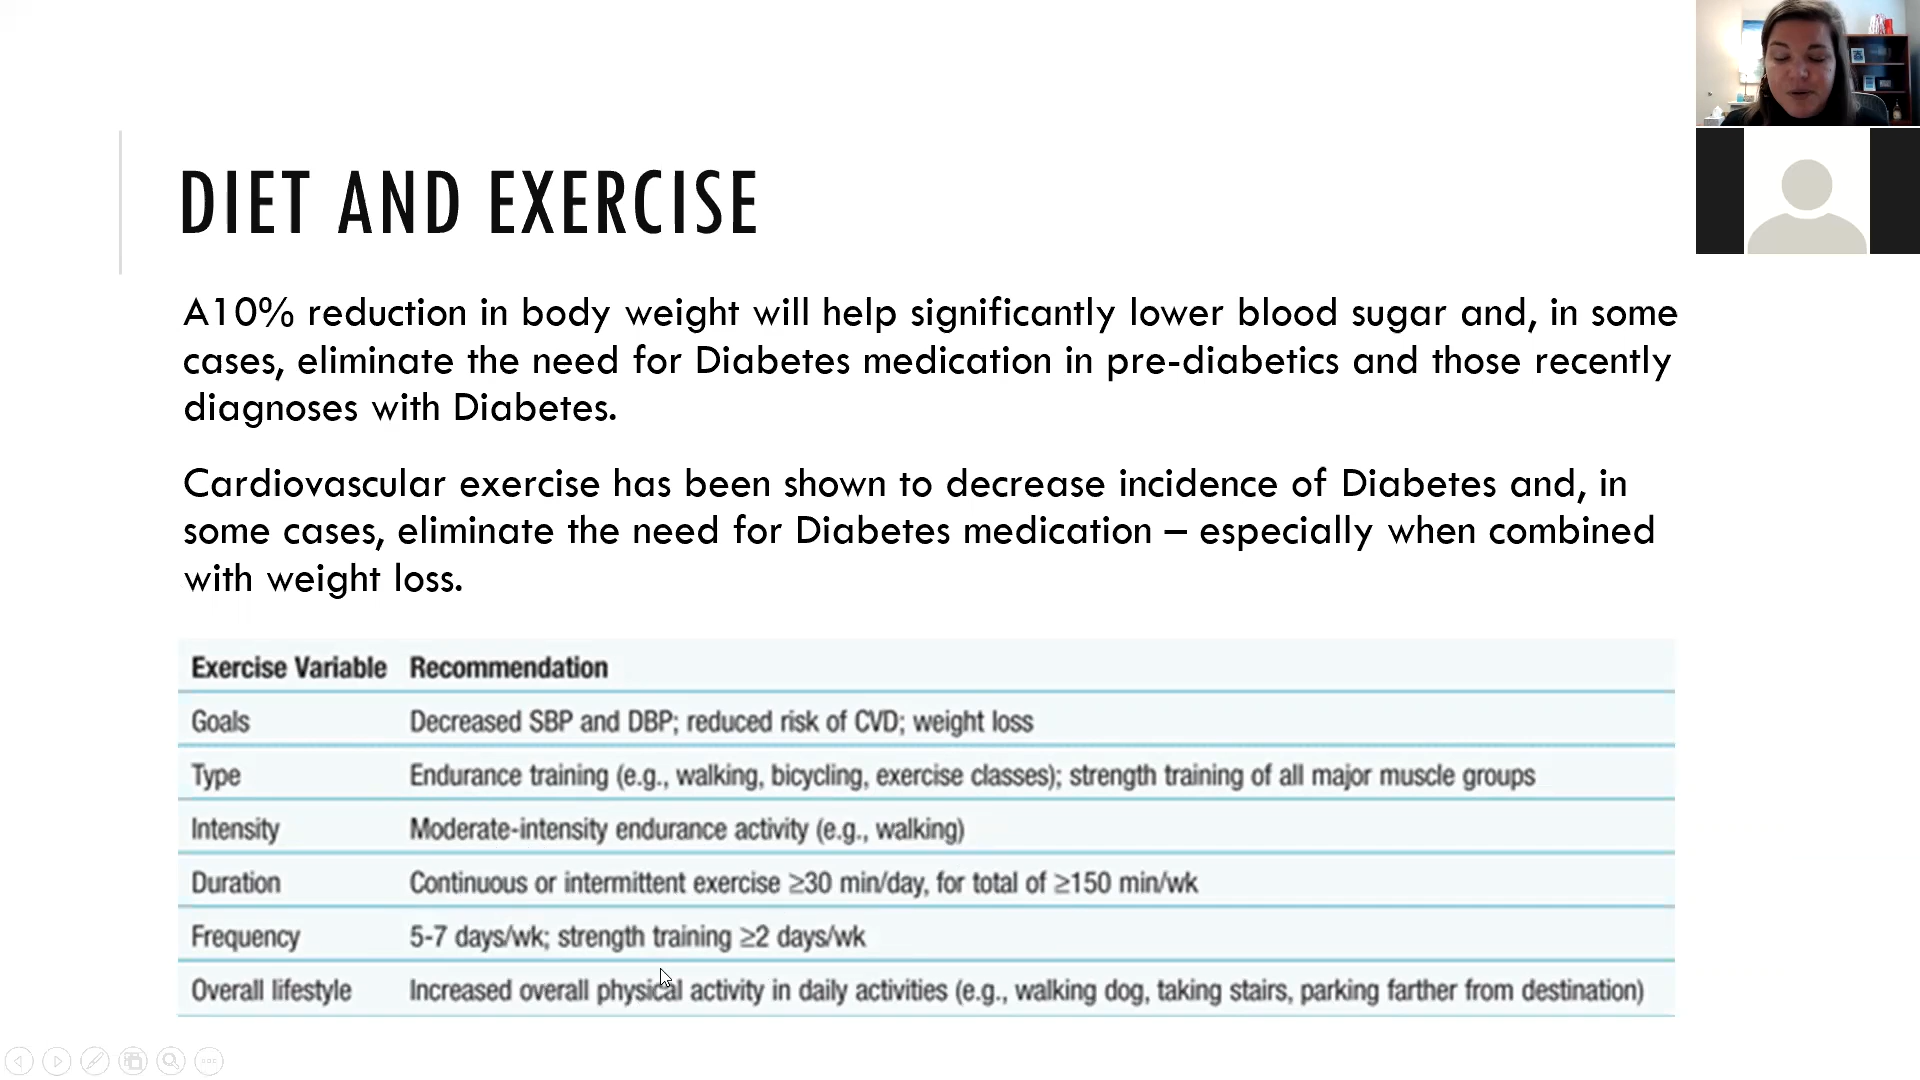 DIET AND EXERCISE
A10% reduction in body weight will help significantly lower blood sugar and, in some
cases, eliminate the need for Diabetes medication in pre-diabetics and those recently
diagnoses with Diabetes.
Cardiovascular exercise has been shown to decrease incidence of Diabetes and, in
some cases, eliminate the need for Diabetes medication – especially when combined
with weight loss.
Exercise Variable Recommendation
Goals Decreased SBP and DBP; reduced risk of CVD; weight loss
Type Endurance training (e.g., walking, bicycling, exercise classes); strength training of all major muscle groups
Intensity Moderate-intensity endurance activity (e.g., walking)
Duration Continuous or intermittent exercise ≥30 min/day, for total of ≥150 min/wk
Frequency 5-7 days/wk; strength training ≥2 days/wk
Overall lifestyle Increased overall physical activity in daily activities (e.g., walking dog, taking stairs, parking farther from destination)